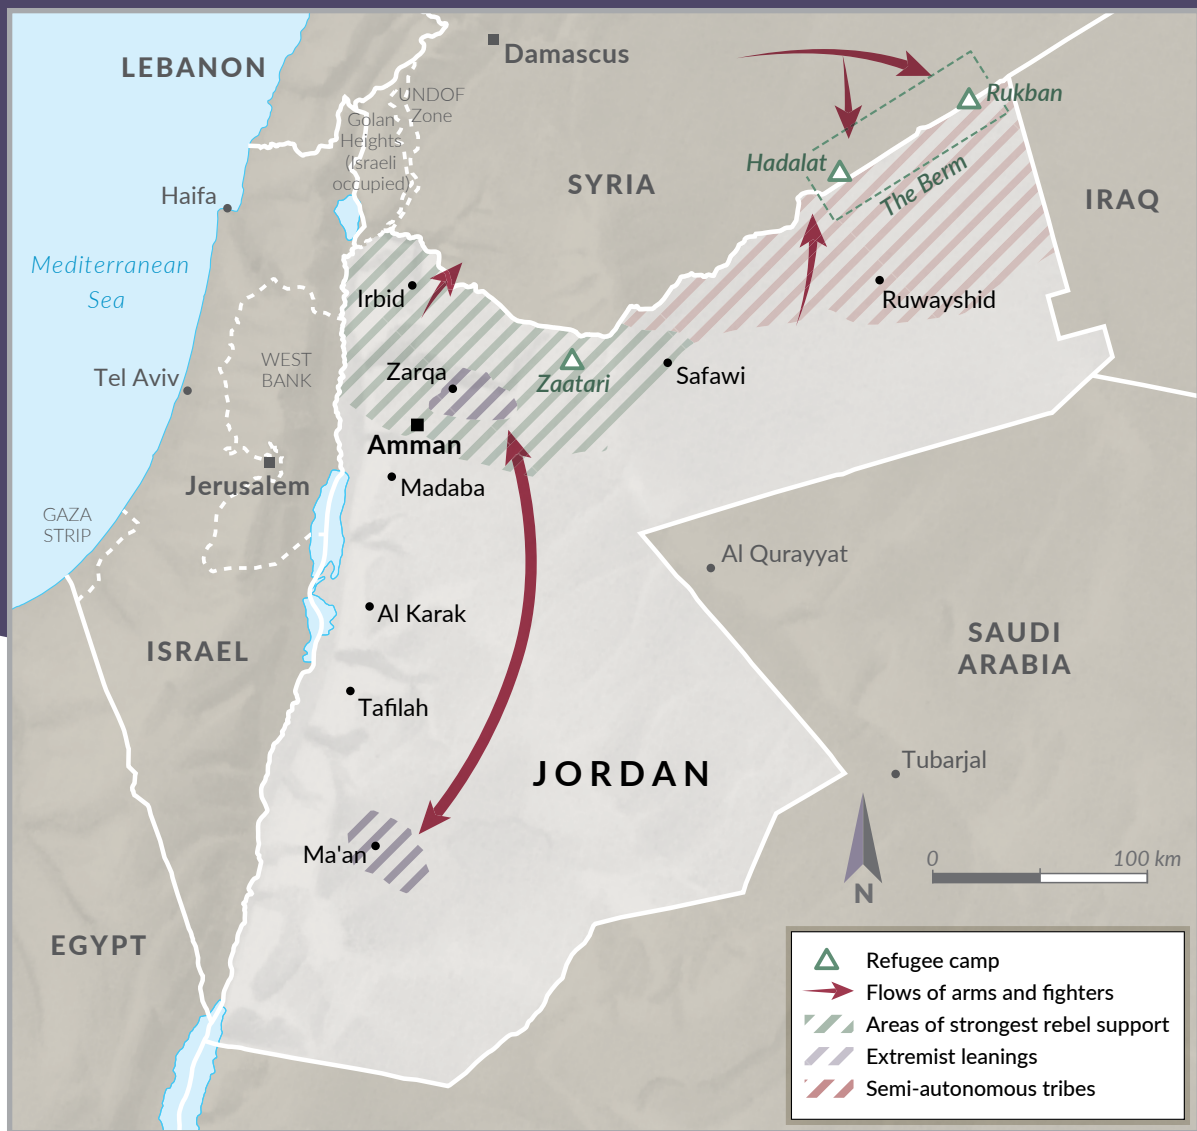 LEBANON
Damascus
UNDOF
Zone
Golan
Heights
(Israeli
occupied)
Rukban
Hadalat
The Berm
SYRIA
IRAQ
Haifa
Mediterranean
Sea
Irbid
Ruwayshid
WEST
BANK
Tel Aviv
Zarqa
Zaatari
Safawi
Amman
Madaba
Jerusalem
GAZA
STRIP
Al Qurayyat
Al Karak
ISRAEL
SAUDI
ARABIA
Tafilah
JORDAN
Tubarjal
Ma'an
0
100 km
N
EGYPT
Refugee camp
Flows of arms and fighters
Areas of strongest rebel support
Extremist leanings
Semi-autonomous tribes